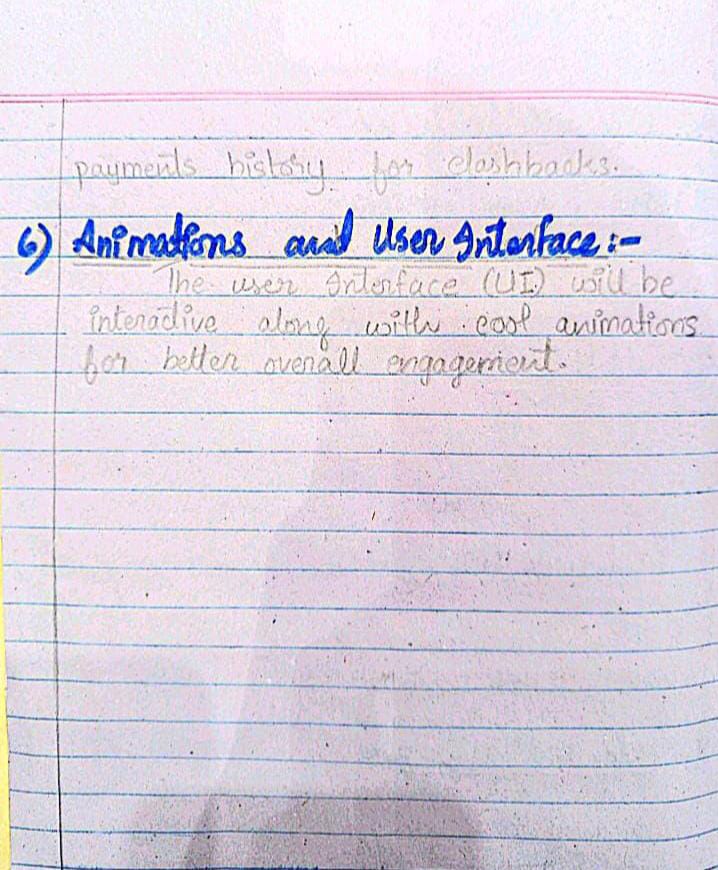 payments history for clashbacks.
6) Animations and User Interface :-
The user Interface (UI) will be
interactive along with cool animations
for better overall engagement.